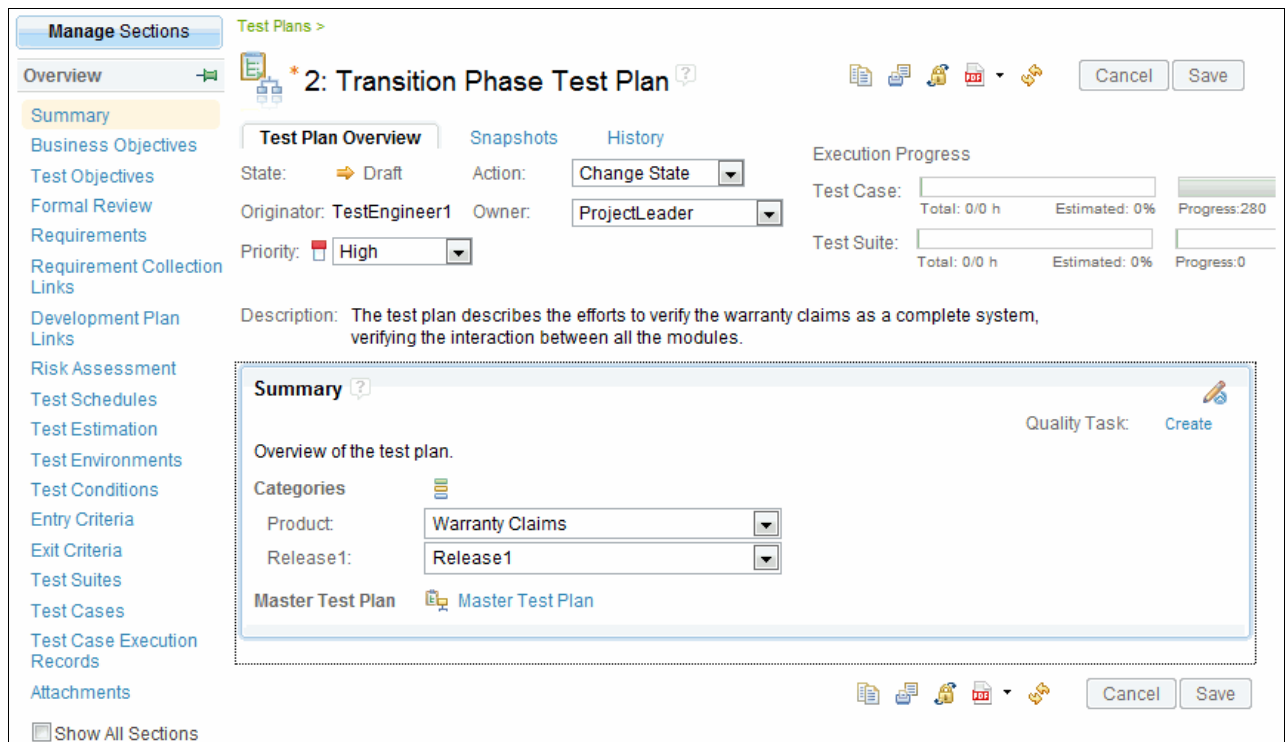 Manage Sections
Overview
Summary
Business Objectives
Test Objectives
Formal Review
Requirements
Requirement Collection
Links
Development Plan
Links
Risk Assessment
Test Schedules
Test Estimation
Test Environments
Test Conditions
Entry Criteria
Exit Criteria
Test Suites
Test Cases
Test Case Execution
Records
Attachments
Show All Sections
Test Plans >
* 2: Transition Phase Test Plan ?
PDF
Cancel Save
Test Plan Overview Snapshots History
State: Draft Action: Change State
Originator: TestEngineer1 Owner: ProjectLeader
Priority: High
Execution Progress
Test Case:
Total: 0/0 h Estimated: 0% Progress:280
Test Suite:
Total: 0/0 h Estimated: 0% Progress:0
Description: The test plan describes the efforts to verify the warranty claims as a complete system,
verifying the interaction between all the modules.
Summary ?
Quality Task: Create
Overview of the test plan.
Categories
Product: Warranty Claims
Release1: Release1
Master Test Plan Master Test Plan
PDF
Cancel Save